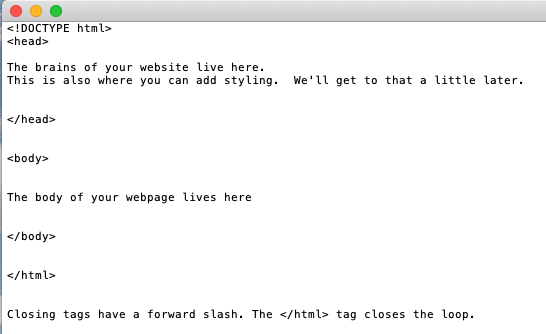 <!DOCTYPE html>
<head>
The brains of your website live here.
This is also where you can add styling.  We'll get to that a little later.
</head>
<body>
The body of your webpage lives here
</body>
</html>
Closing tags have a forward slash. The </html> tag closes the loop.